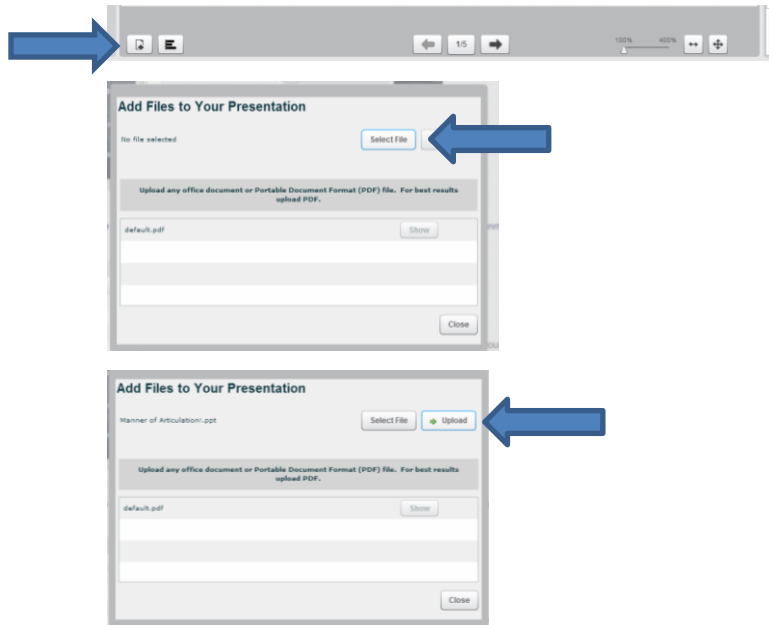 1/5
100% 400%
Add Files to Your Presentation
No file selected
Select File
Upload any office document or Portable Document Format (PDF) file. For best results
upload PDF.
default.pdf
Show
Close
Add Files to Your Presentation
Manner of Articulation!.ppt
Select File
Upload
Upload any office document or Portable Document Format (PDF) file. For best results
upload PDF.
default.pdf
Show
Close